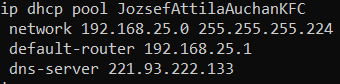 ip dhcp pool JozsefAttilaAuchanKFC
network 192.168.25.0 255.255.255.224
default-router 192.168.25.1
dns-server 221.93.222.133